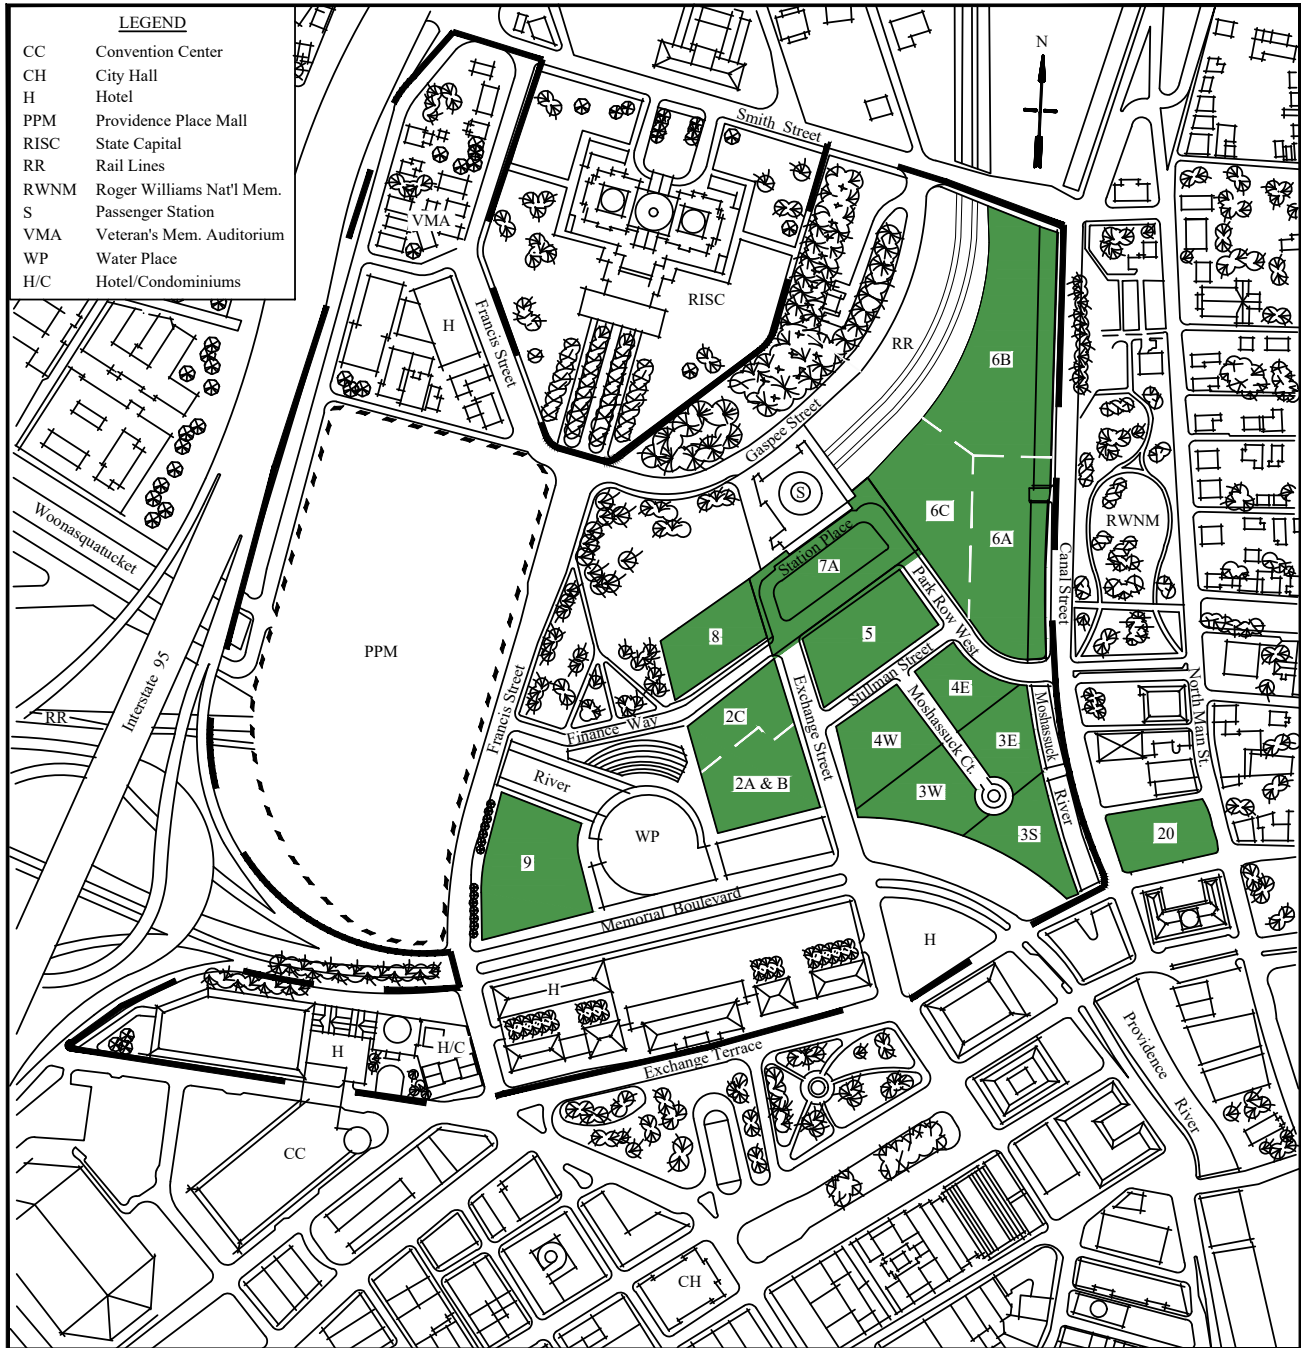 LEGEND
CC Convention Center
CH City Hall
H Hotel
PPM Providence Place Mall
RISC State Capital
RR Rail Lines
RWNM Roger Williams Nat'l Mem.
S Passenger Station
VMA Veteran's Mem. Auditorium
WP Water Place
H/C Hotel/Condominiums
N
Smith Street
VMA
RISC
H
Francis Street
RR
6B
Gaspee Street
S
6C
6A
RWNM
Woonasquatucket
Station Place
7A
Park Row West
Canal Street
8
5
PPM
Interstate 95
RR
Stillman Street
4E
Moshassuck Ct.
Moshassuck
River
North Main St.
Francis Street
Finance Way
2C
Exchange Street
4W
3E
River
2A & B
3W
WP
3S
20
9
Memorial Boulevard
H
H
Providence
River
H
H/C
Exchange Terrace
CC
CH